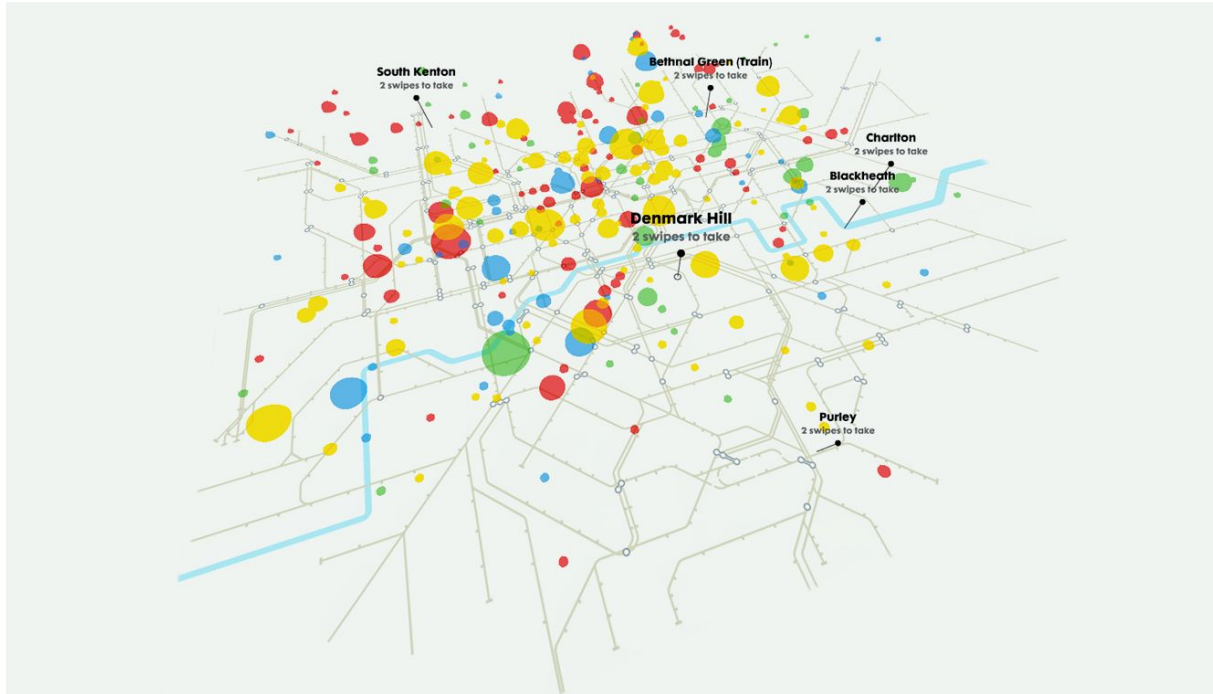 South Kenton
2 swipes to take
Bethnal Green (Train)
2 swipes to take
Charlton
2 swipes to take
Blackheath
2 swipes to take
Denmark Hill
2 swipes to take
Purley
2 swipes to take